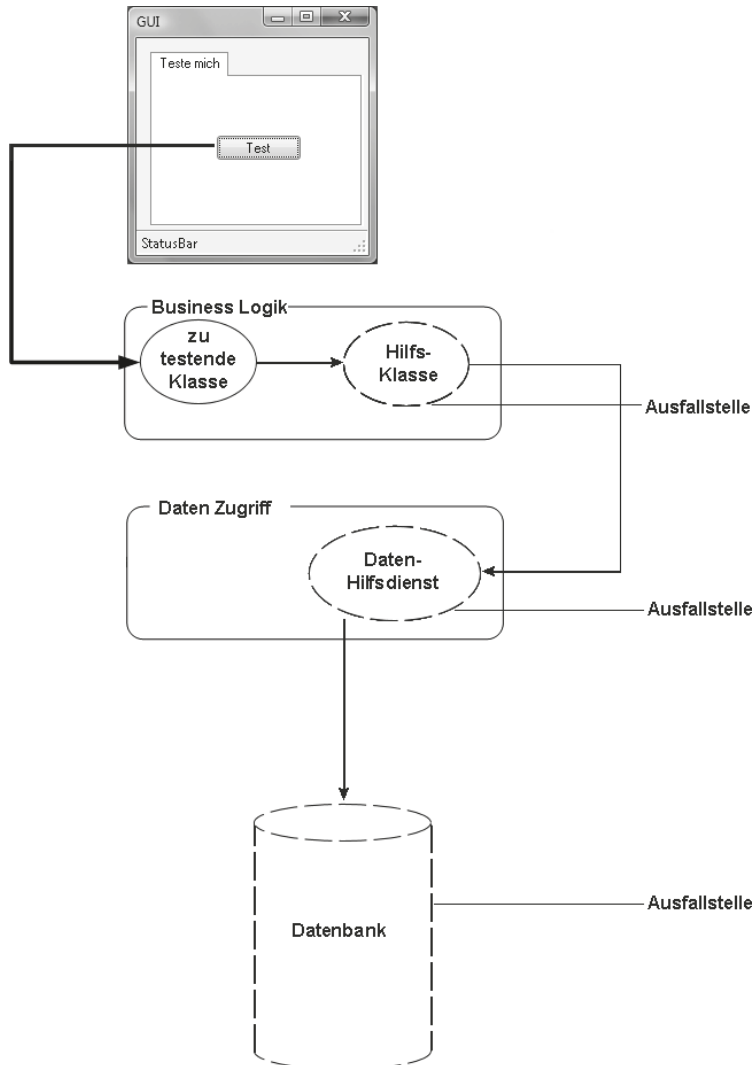 GUI
Teste mich
Test
StatusBar
Business Logik
zu
testende
Klasse
Hilfs-
Klasse
Ausfallstelle
Daten Zugriff
Daten-
Hilfsdienst
Ausfallstelle
Datenbank
Ausfallstelle